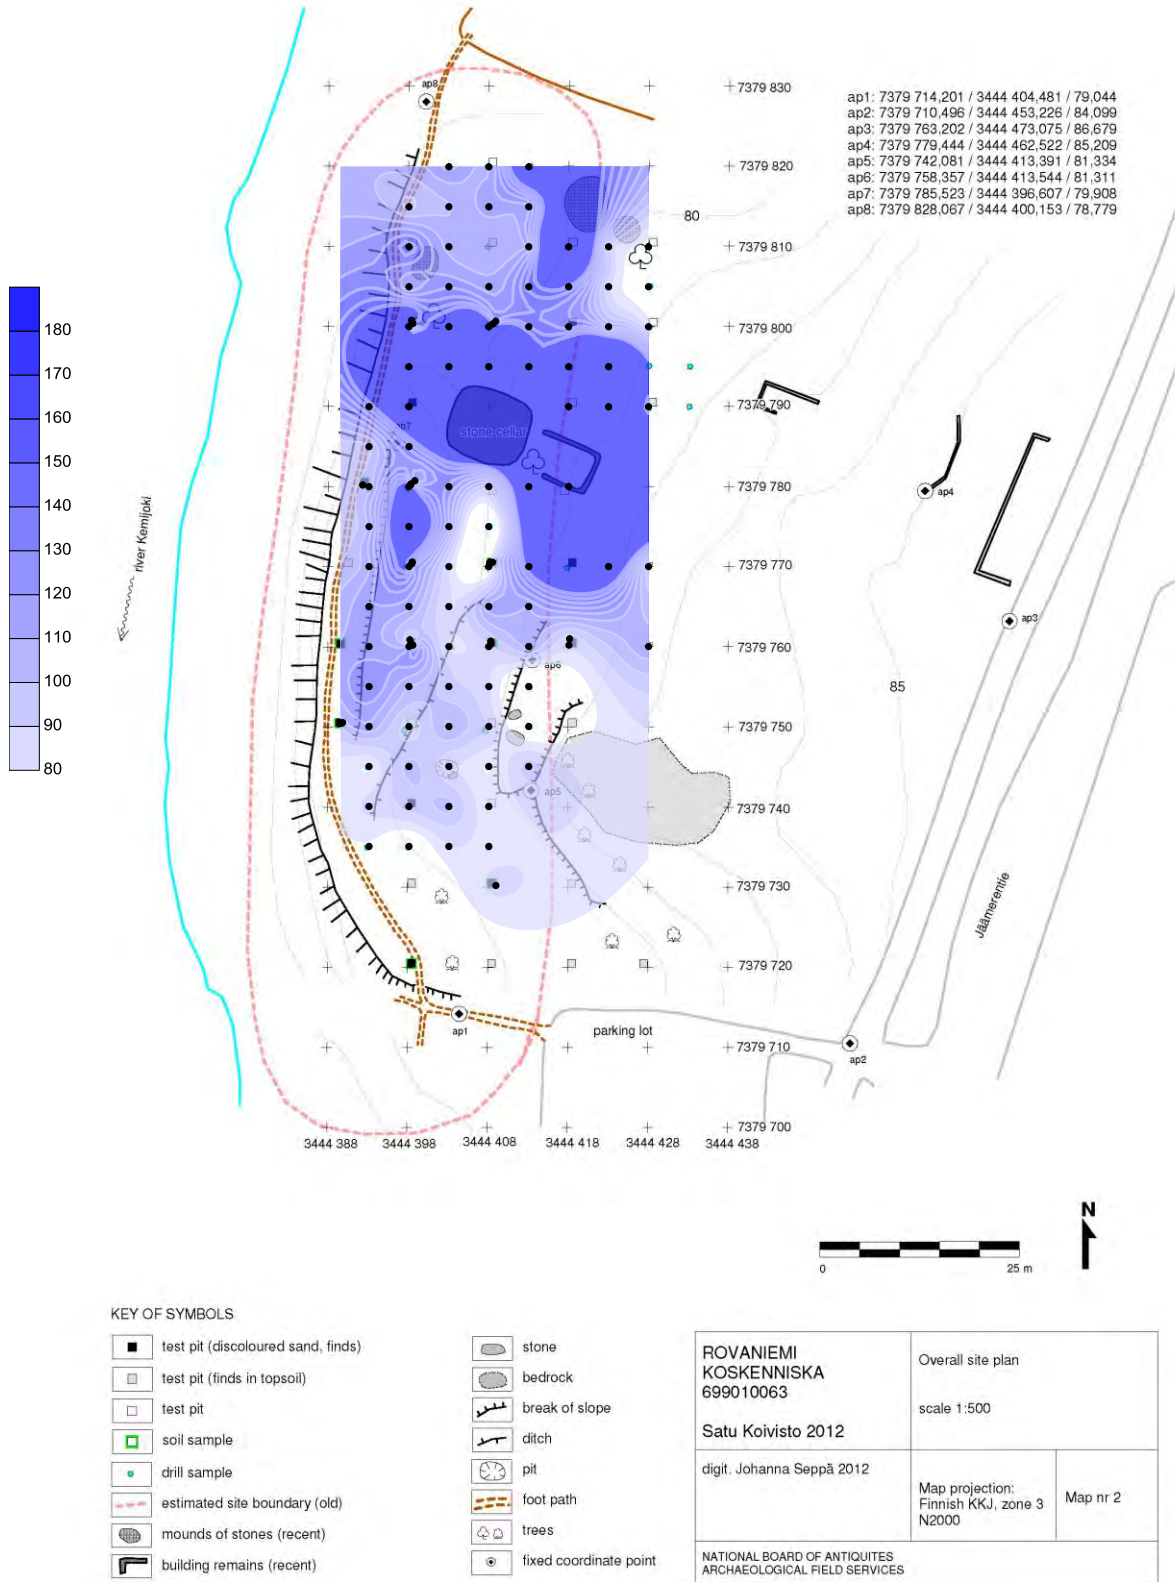 ap8
7379 830
ap1: 7379 714,201 / 3444 404,481 / 79,044
ap2: 7379 710,496 / 3444 453,226 / 84,099
ap3: 7379 763,202 / 3444 473,075 / 86,679
ap4: 7379 779,444 / 3444 462,522 / 85,209
ap5: 7379 742,081 / 3444 413,391 / 81,334
ap6: 7379 758,357 / 3444 413,544 / 81,311
ap7: 7379 785,523 / 3444 396,607 / 79,908
ap8: 7379 828,067 / 3444 400,153 / 78,779
7379 820
80
7379 810
7379 800
7379 790
stone cellar
ap7
7379 780
ap4
7379 770
ap3
7379 760
ap6
85
7379 750
ap5
7379 740
7379 730
7379 720
7379 710
7379 700
180
170
160
150
140
130
120
110
100
90
80
river Kemijoki
Jäämerentie
ap1
parking lot
ap2
3444 388
3444 398
3444 408
3444 418
3444 428
3444 438
N
0
25 m
KEY OF SYMBOLS
test pit (discoloured sand, finds)
test pit (finds in topsoil)
test pit
soil sample
drill sample
estimated site boundary (old)
mounds of stones (recent)
building remains (recent)
stone
bedrock
break of slope
ditch
pit
foot path
trees
fixed coordinate point
ROVANIEMI
KOSKENNISKA
699010063
Satu Koivisto 2012
Overall site plan
scale 1:500
digit. Johanna Seppä 2012
Map projection:
Finnish KKJ, zone 3
N2000
Map nr 2
NATIONAL BOARD OF ANTIQUITES
ARCHAEOLOGICAL FIELD SERVICES